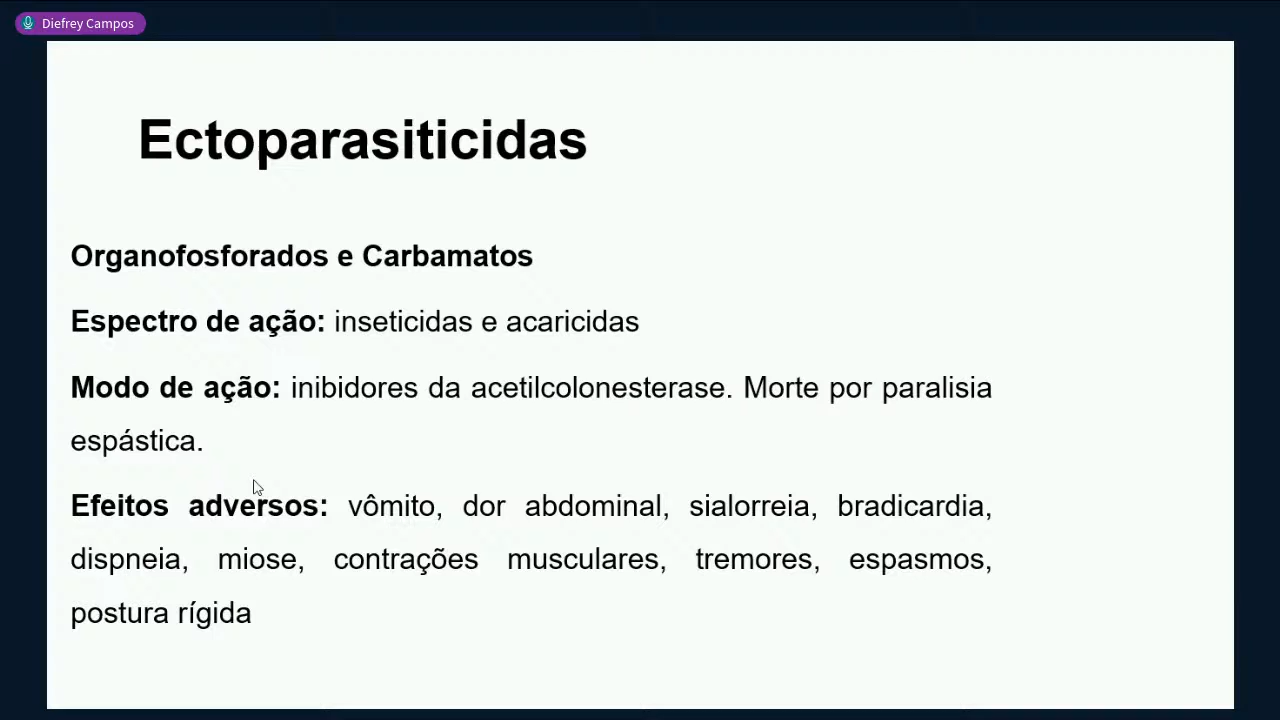 Diefrey Campos
Ectoparasiticidas
Organofosforados e Carbamatos
Espectro de ação: inseticidas e acaricidas
Modo de ação: inibidores da acetilcolonesterase. Morte por paralisia
espástica.
Efeitos adversos: vômito, dor abdominal, sialorreia, bradicardia,
dispneia, miose, contrações musculares, tremores, espasmos,
postura rígida